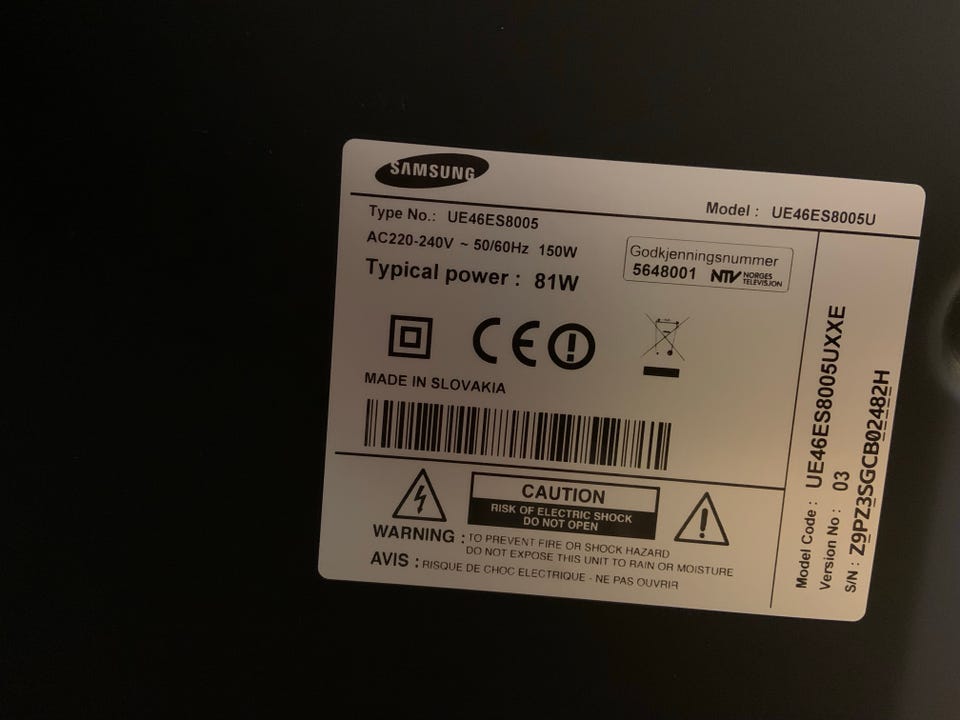 SAMSUNG
Type No.: UE46ES8005
Model : UE46ES8005U
AC220-240V ~ 50/60Hz 150W
Typical power : 81W
Godkjenningsnummer
5648001 NTV NORGES TELEVISJON
CE
MADE IN SLOVAKIA
CAUTION
RISK OF ELECTRIC SHOCK
DO NOT OPEN
WARNING : TO PREVENT FIRE OR SHOCK HAZARD
DO NOT EXPOSE THIS UNIT TO RAIN OR MOISTURE
AVIS : RISQUE DE CHOC ELECTRIQUE - NE PAS OUVRIR
Model Code : UE46ES8005UXXE
Version No : 03
S/N : Z9PZ3SGCB02482H